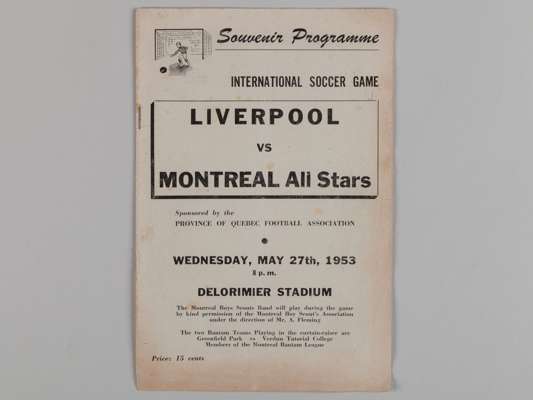 Souvenir Programme
INTERNATIONAL SOCCER GAME
LIVERPOOL
VS
MONTREAL All Stars
Sponsored by the
PROVINCE OF QUEBEC FOOTBALL ASSOCIATION
WEDNESDAY, MAY 27th, 1953
8 p.m.
DELORIMIER STADIUM
The Montreal Boys Scouts Band will play during the game
by kind permission of the Montreal Boy Scout's Association
under the direction of Mr. A. Fleming
The two Bantam Teams Playing in the curtain-raiser are
Greenfield Park vs Verdun Tutorial College
Members of the Montreal Bantam League
Price: 15 cents